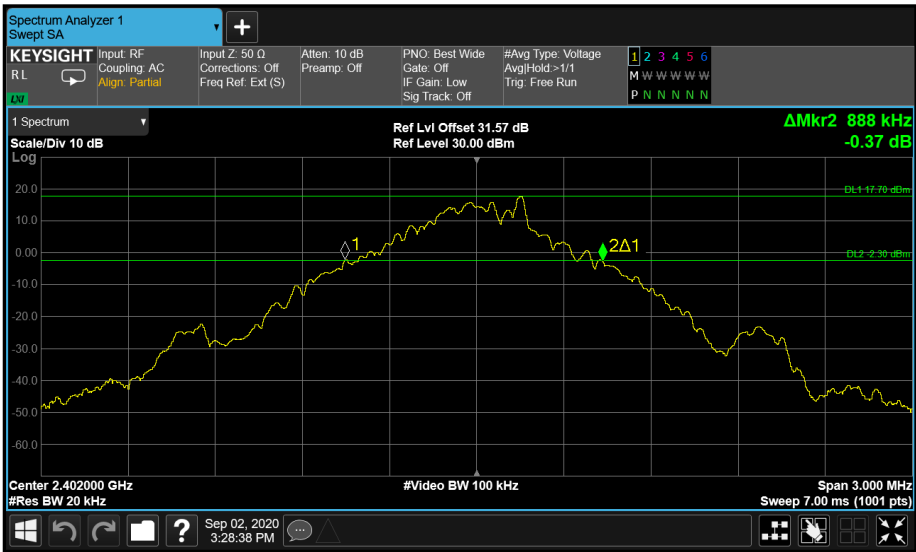 Spectrum Analyzer 1
Swept SA
+
KEYSIGHT Input: RF Input Z: 50 Ω Atten: 10 dB PNO: Best Wide #Avg Type: Voltage 1 2 3 4 5 6
R L Coupling: AC Corrections: Off Preamp: Off Gate: Off Avg|Hold:>1/1 M W W W W W
Align: Partial Freq Ref: Ext (S) IF Gain: Low Trig: Free Run
LXI Sig Track: Off P N N N N N
1 Spectrum Ref Lvl Offset 31.57 dB ΔMkr2 888 kHz
Scale/Div 10 dB Ref Level 30.00 dBm -0.37 dB
Log
20.0 DL1 17.70 dBm
10.0
1 2Δ1
0.00 DL2 -2.30 dBm
-10.0
-20.0
-30.0
-40.0
-50.0
-60.0
Center 2.402000 GHz #Video BW 100 kHz Span 3.000 MHz
#Res BW 20 kHz Sweep 7.00 ms (1001 pts)
? Sep 02, 2020
3:28:38 PM